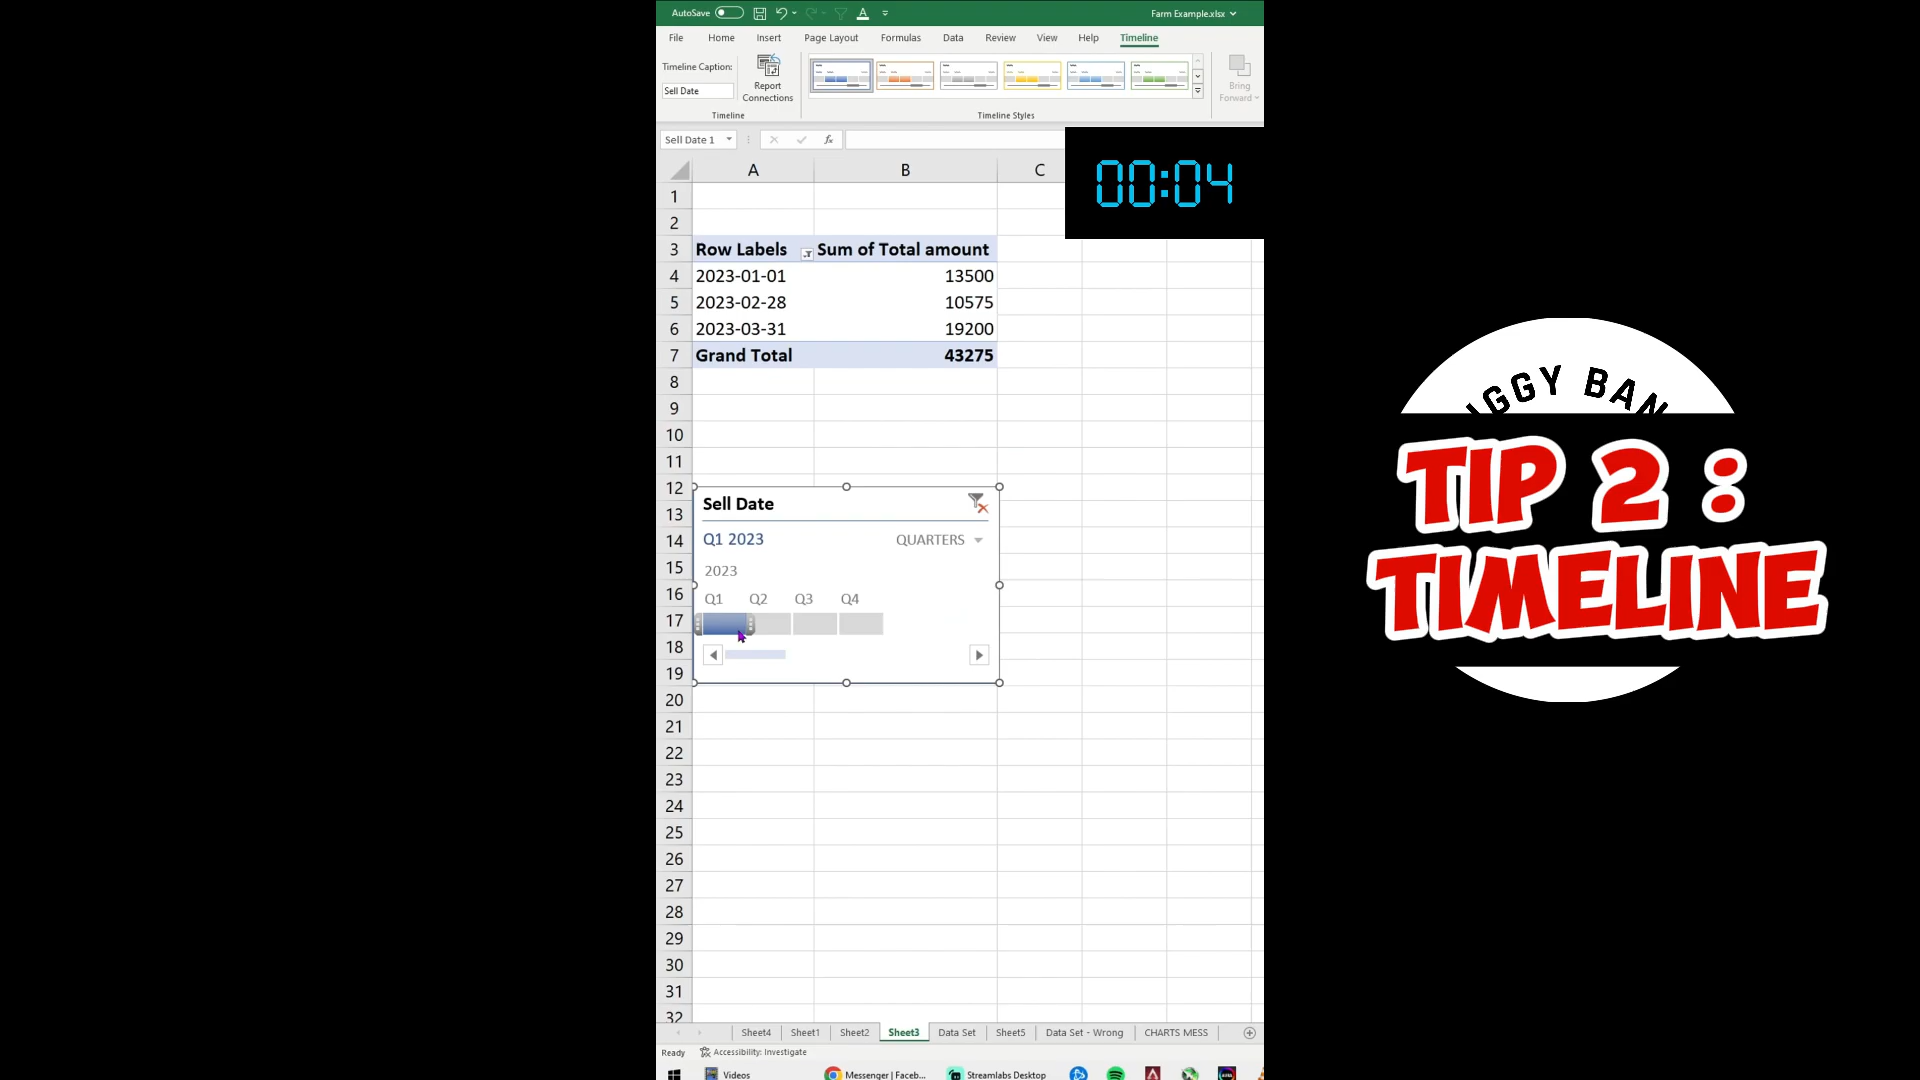 AutoSave
Farm Example.xlsx
File Home Insert Page Layout Formulas Data Review View Help Timeline
Timeline Caption:
Sell Date
Report
Connections
Bring
Forward
Timeline
Timeline Styles
Sell Date 1
fx
00:04
A B C
1
2
3 Row Labels Sum of Total amount
4 2023-01-01 13500
5 2023-02-28 10575
6 2023-03-31 19200
7 Grand Total 43275
8
9
10
11
12
13 Sell Date
14 Q1 2023 QUARTERS
15 2023
16 Q1 Q2 Q3 Q4
17
18
19
20
21
22
23
24
25
26
27
28
29
30
31
32
Sheet4 Sheet1 Sheet2 Sheet3 Data Set Sheet5 Data Set - Wrong CHARTS MESS
Ready Accessibility: Investigate
Videos Messenger | Faceb... Streamlabs Desktop
IGGY BAN
TIP 2 :
TIMELINE